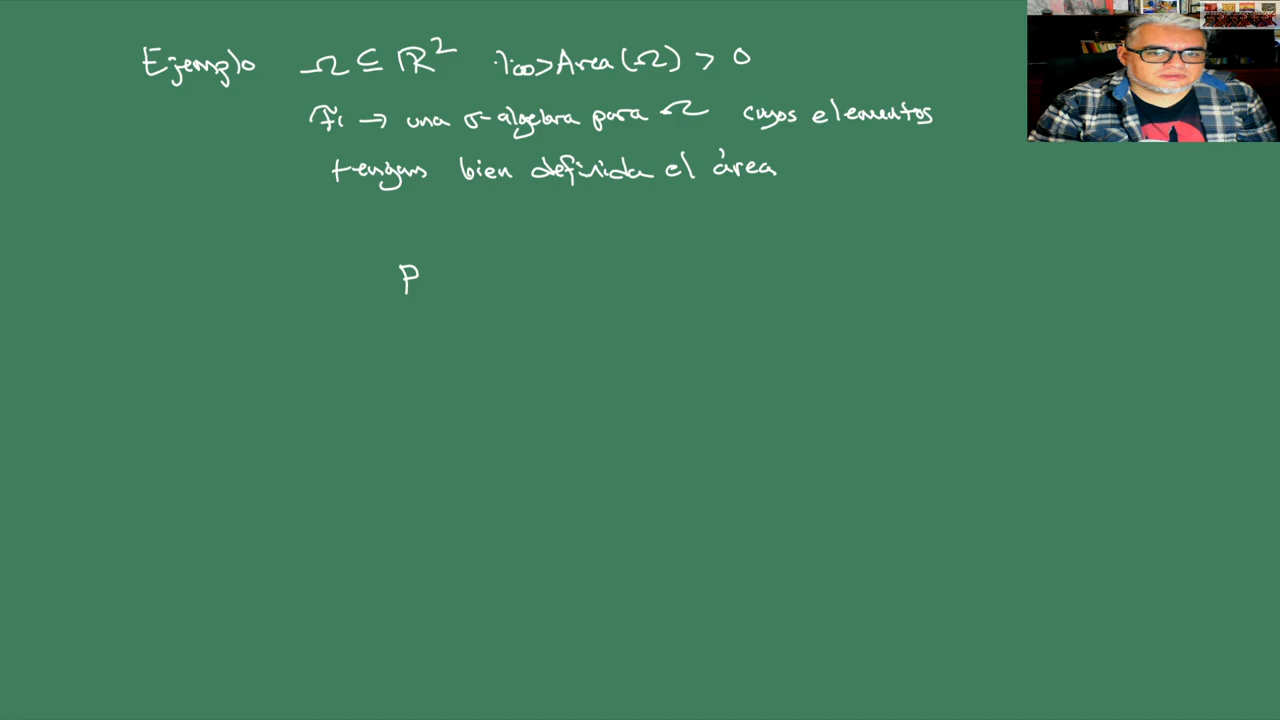 Ejemplo Ω ⊆ ℝ² ∞>Area(Ω) > 0
una σ-algebra para Ω cuyos elementos
tengan bien definida el área
P